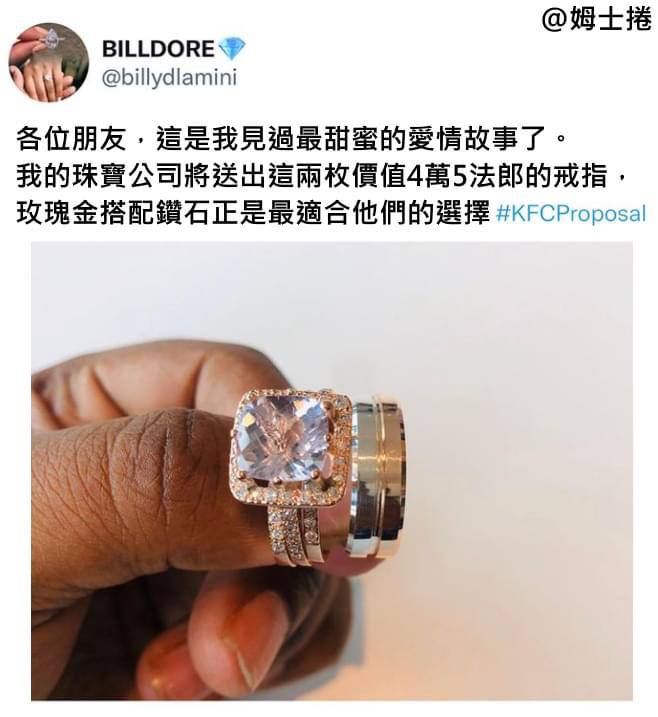 @姆士捲
BILLDORE💎
@billydlamini
各位朋友，這是我見過最甜蜜的愛情故事了。
我的珠寶公司將送出這兩枚價值4萬5法郎的戒指，
玫瑰金搭配鑽石正是最適合他們的選擇 #KFCProposal